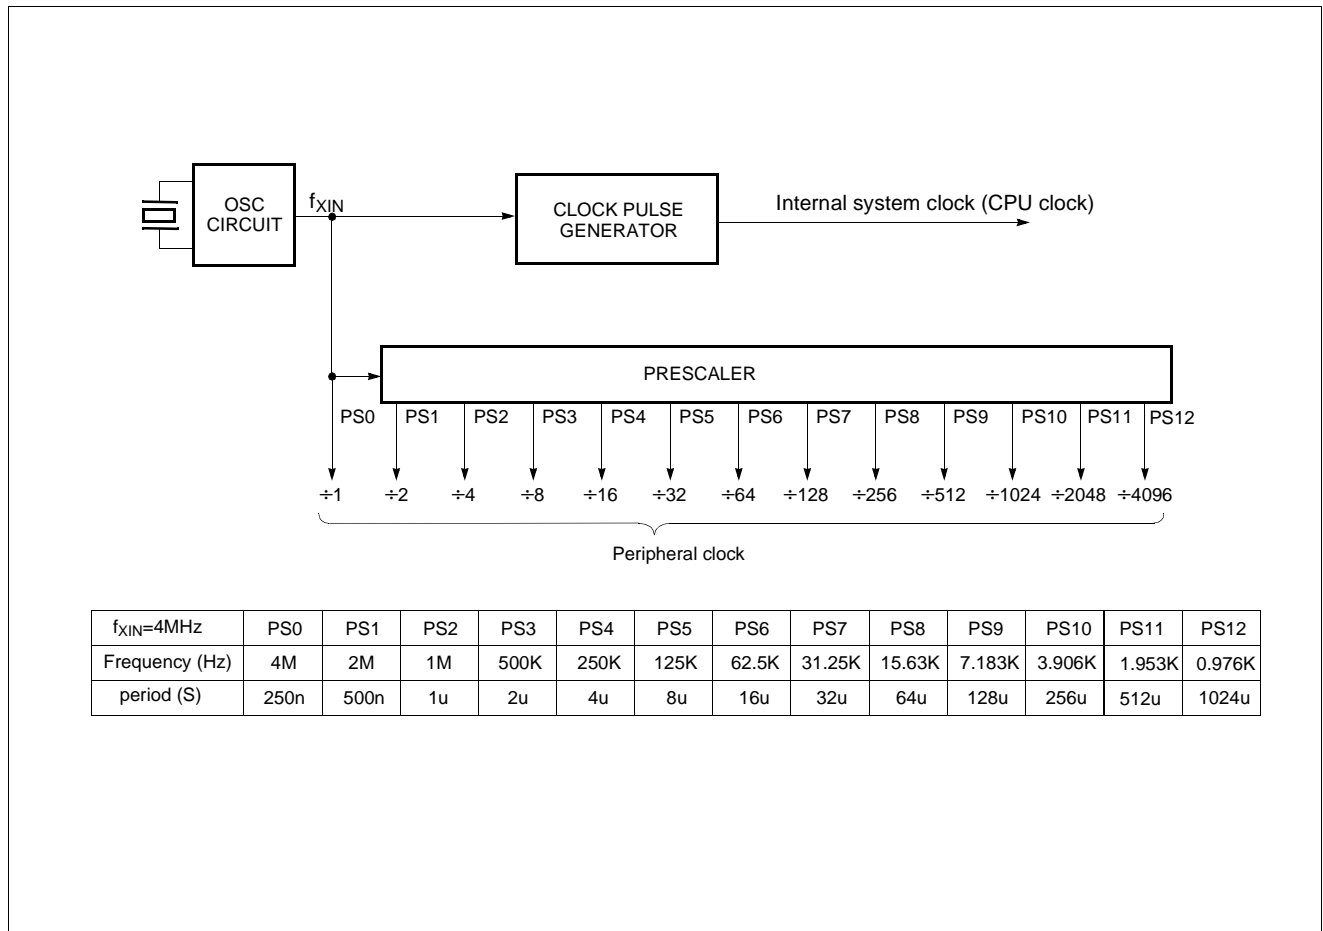 OSC
CIRCUIT
fXIN
CLOCK PULSE
GENERATOR
Internal system clock (CPU clock)
PRESCALER
PS0 PS1 PS2 PS3 PS4 PS5 PS6 PS7 PS8 PS9 PS10 PS11 PS12
÷1 ÷2 ÷4 ÷8 ÷16 ÷32 ÷64 ÷128 ÷256 ÷512 ÷1024 ÷2048 ÷4096
Peripheral clock
fXIN=4MHz PS0 PS1 PS2 PS3 PS4 PS5 PS6 PS7 PS8 PS9 PS10 PS11 PS12
Frequency (Hz) 4M 2M 1M 500K 250K 125K 62.5K 31.25K 15.63K 7.183K 3.906K 1.953K 0.976K
period (S) 250n 500n 1u 2u 4u 8u 16u 32u 64u 128u 256u 512u 1024u